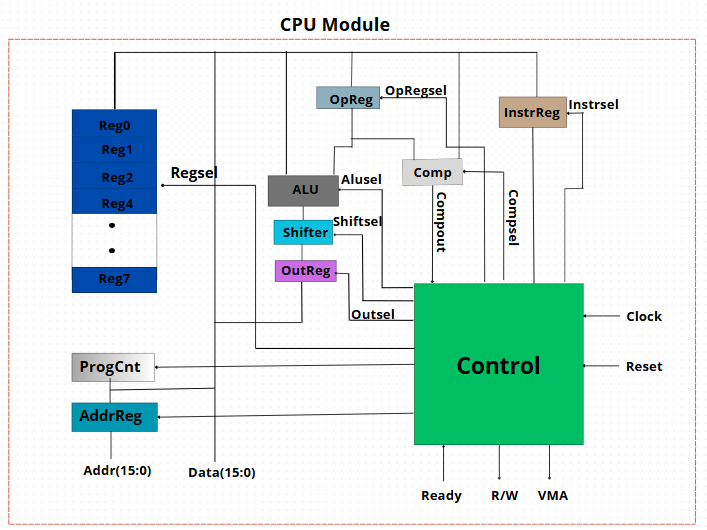 CPU Module
OpReg
OpRegsel
InstrReg
Instrsel
Reg0
Reg1
Reg2
Reg4
Reg7
Regsel
ALU
Alusel
Comp
Compout
Compsel
Shifter
Shiftsel
OutReg
Outsel
Control
Clock
Reset
ProgCnt
AddrReg
Addr(15:0)
Data(15:0)
Ready
R/W
VMA